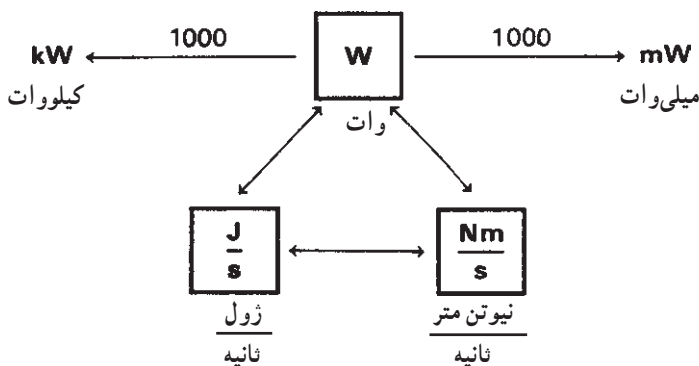 1000 1000
kW W mW
کیلووات وات میلی‌وات
J/s Nm/s
ژول نیوتن متر
ثانیه ثانیه